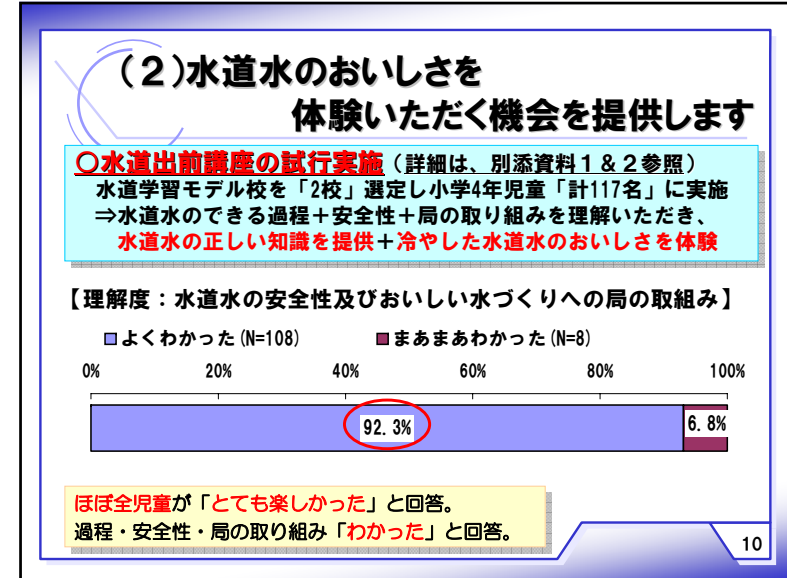 （２）水道水のおいしさを
体験いただく機会を提供します
○水道出前講座の試行実施（詳細は、別添資料１＆２参照）
水道学習モデル校を「2校」選定し小学4年児童「計117名」に実施
⇒水道水のできる過程＋安全性＋局の取り組みを理解いただき、
水道水の正しい知識を提供＋冷やした水道水のおいしさを体験
【理解度：水道水の安全性及びおいしい水づくりへの局の取組み】
よくわかった(N=108) まあまあわかった(N=8)
0% 20% 40% 60% 80% 100%
92.3% 6.8%
ほぼ全児童が「とても楽しかった」と回答。
過程・安全性・局の取り組み「わかった」と回答。
10